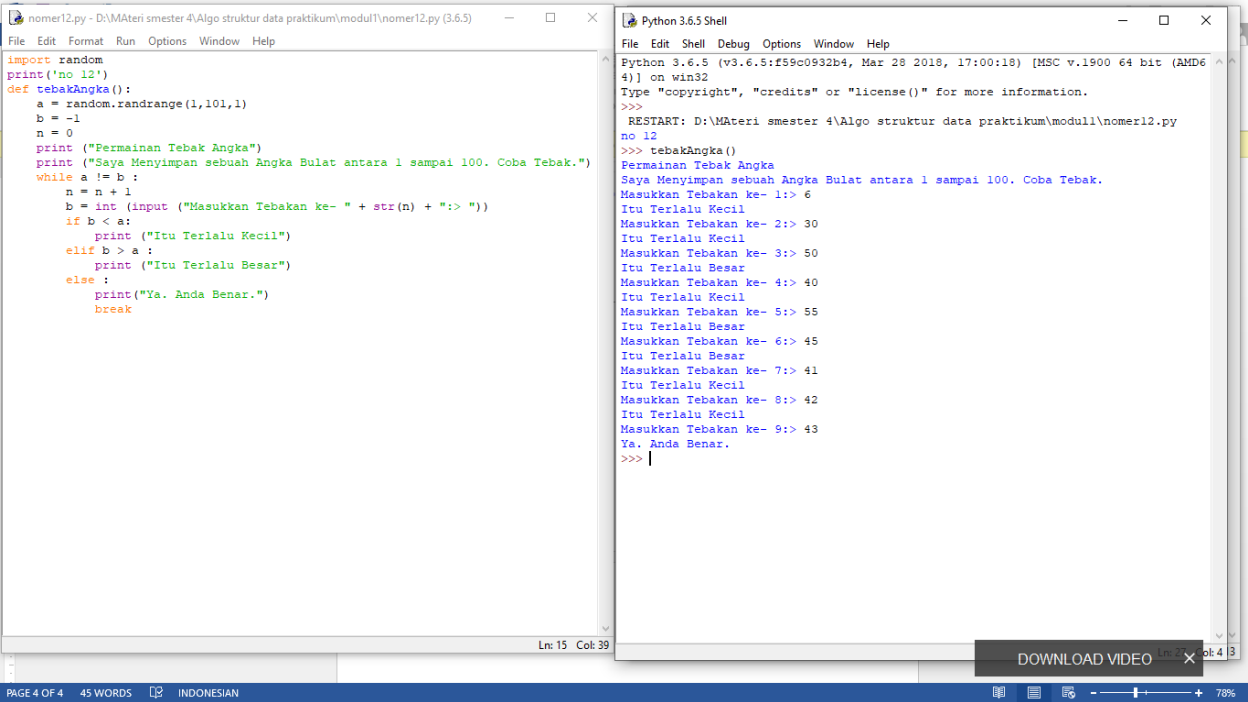 nomer12.py - D:\MAteri smester 4\Algo struktur data praktikum\modul1\nomer12.py (3.6.5)
File Edit Format Run Options Window Help
import random
print('no 12')
def tebakAngka():
    a = random.randrange(1,101,1)
    b = -1
    n = 0
    print ("Permainan Tebak Angka")
    print ("Saya Menyimpan sebuah Angka Bulat antara 1 sampai 100. Coba Tebak.")
    while a != b :
        n = n + 1
        b = int (input ("Masukkan Tebakan ke- " + str(n) + ":> "))
        if b < a:
            print ("Itu Terlalu Kecil")
        elif b > a :
            print ("Itu Terlalu Besar")
        else :
            print("Ya. Anda Benar.")
            break
Ln: 15 Col: 39
Python 3.6.5 Shell
File Edit Shell Debug Options Window Help
Python 3.6.5 (v3.6.5:f59c0932b4, Mar 28 2018, 17:00:18) [MSC v.1900 64 bit (AMD6
4)] on win32
Type "copyright", "credits" or "license()" for more information.
>>>
 RESTART: D:\MAteri smester 4\Algo struktur data praktikum\modul1\nomer12.py
no 12
>>> tebakAngka()
Permainan Tebak Angka
Saya Menyimpan sebuah Angka Bulat antara 1 sampai 100. Coba Tebak.
Masukkan Tebakan ke- 1:> 6
Itu Terlalu Kecil
Masukkan Tebakan ke- 2:> 30
Itu Terlalu Kecil
Masukkan Tebakan ke- 3:> 50
Itu Terlalu Besar
Masukkan Tebakan ke- 4:> 40
Itu Terlalu Kecil
Masukkan Tebakan ke- 5:> 55
Itu Terlalu Besar
Masukkan Tebakan ke- 6:> 45
Itu Terlalu Besar
Masukkan Tebakan ke- 7:> 41
Itu Terlalu Kecil
Masukkan Tebakan ke- 8:> 42
Itu Terlalu Kecil
Masukkan Tebakan ke- 9:> 43
Ya. Anda Benar.
>>>
Ln: 27 Col: 4
DOWNLOAD VIDEO
PAGE 4 OF 4 45 WORDS INDONESIAN 78%